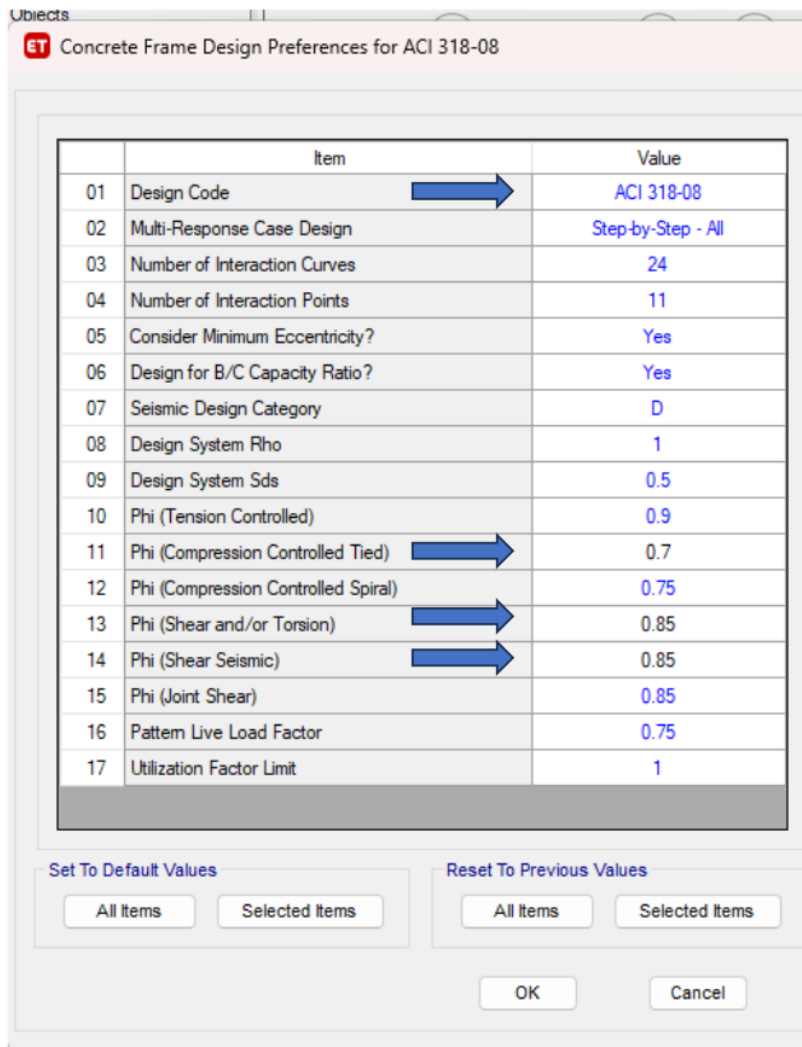 Objects
ET Concrete Frame Design Preferences for ACI 318-08
Item Value
01 Design Code ACI 318-08
02 Multi-Response Case Design Step-by-Step - All
03 Number of Interaction Curves 24
04 Number of Interaction Points 11
05 Consider Minimum Eccentricity? Yes
06 Design for B/C Capacity Ratio? Yes
07 Seismic Design Category D
08 Design System Rho 1
09 Design System Sds 0.5
10 Phi (Tension Controlled) 0.9
11 Phi (Compression Controlled Tied) 0.7
12 Phi (Compression Controlled Spiral) 0.75
13 Phi (Shear and/or Torsion) 0.85
14 Phi (Shear Seismic) 0.85
15 Phi (Joint Shear) 0.85
16 Pattern Live Load Factor 0.75
17 Utilization Factor Limit 1
Set To Default Values Reset To Previous Values
All Items Selected Items All Items Selected Items
OK Cancel